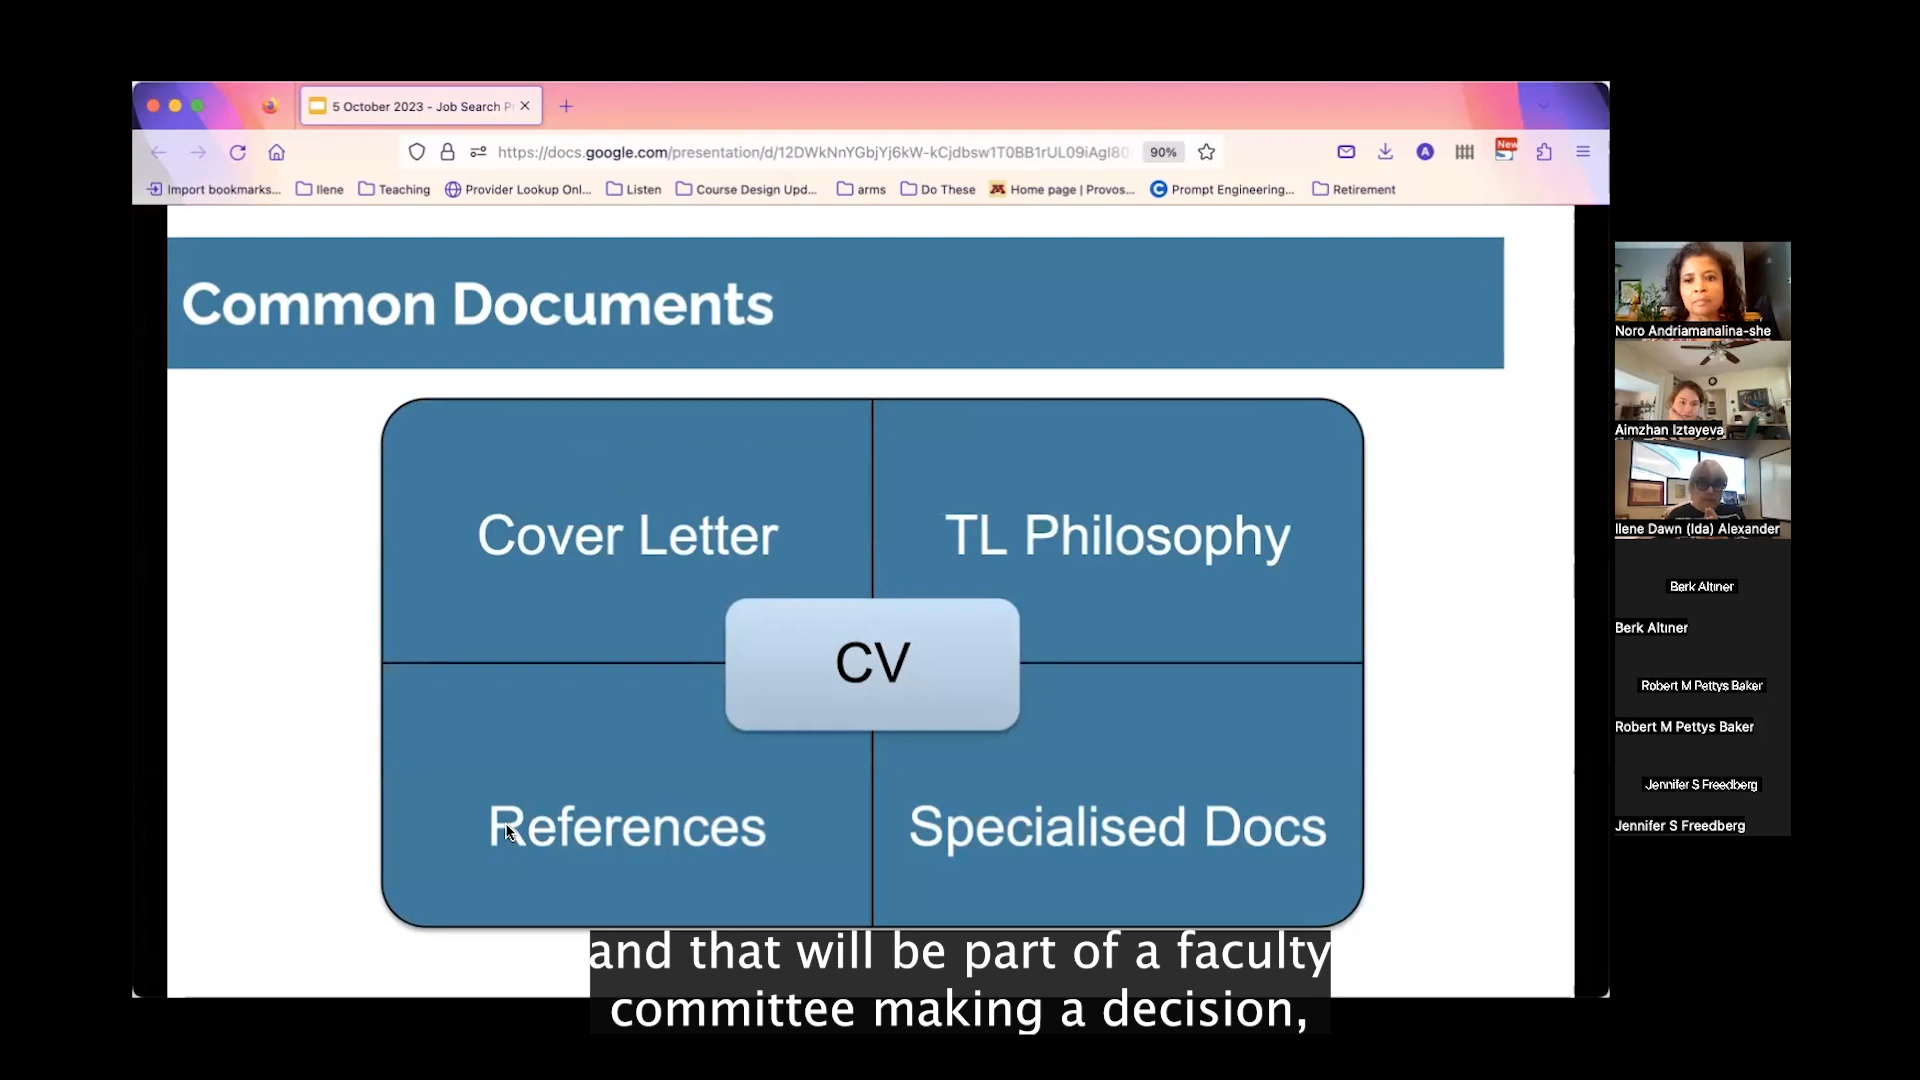 5 October 2023 - Job Search P
https://docs.google.com/presentation/d/12DWkNnYGbjYj6kW-kCjdbsw1T0BB1rUL09iAgI80
90%
New
A
Import bookmarks...
Ilene
Teaching
Provider Lookup Onl...
Listen
Course Design Upd...
arms
Do These
Home page | Provos...
Prompt Engineering...
Retirement
Common Documents
Cover Letter
TL Philosophy
CV
References
Specialised Docs
Noro Andriamanalina-she
Aimzhan Iztayeva
Ilene Dawn (Ida) Alexander
Berk Altıner
Berk Altıner
Robert M Pettys Baker
Robert M Pettys Baker
Jennifer S Freedberg
Jennifer S Freedberg
and that will be part of a faculty
committee making a decision,